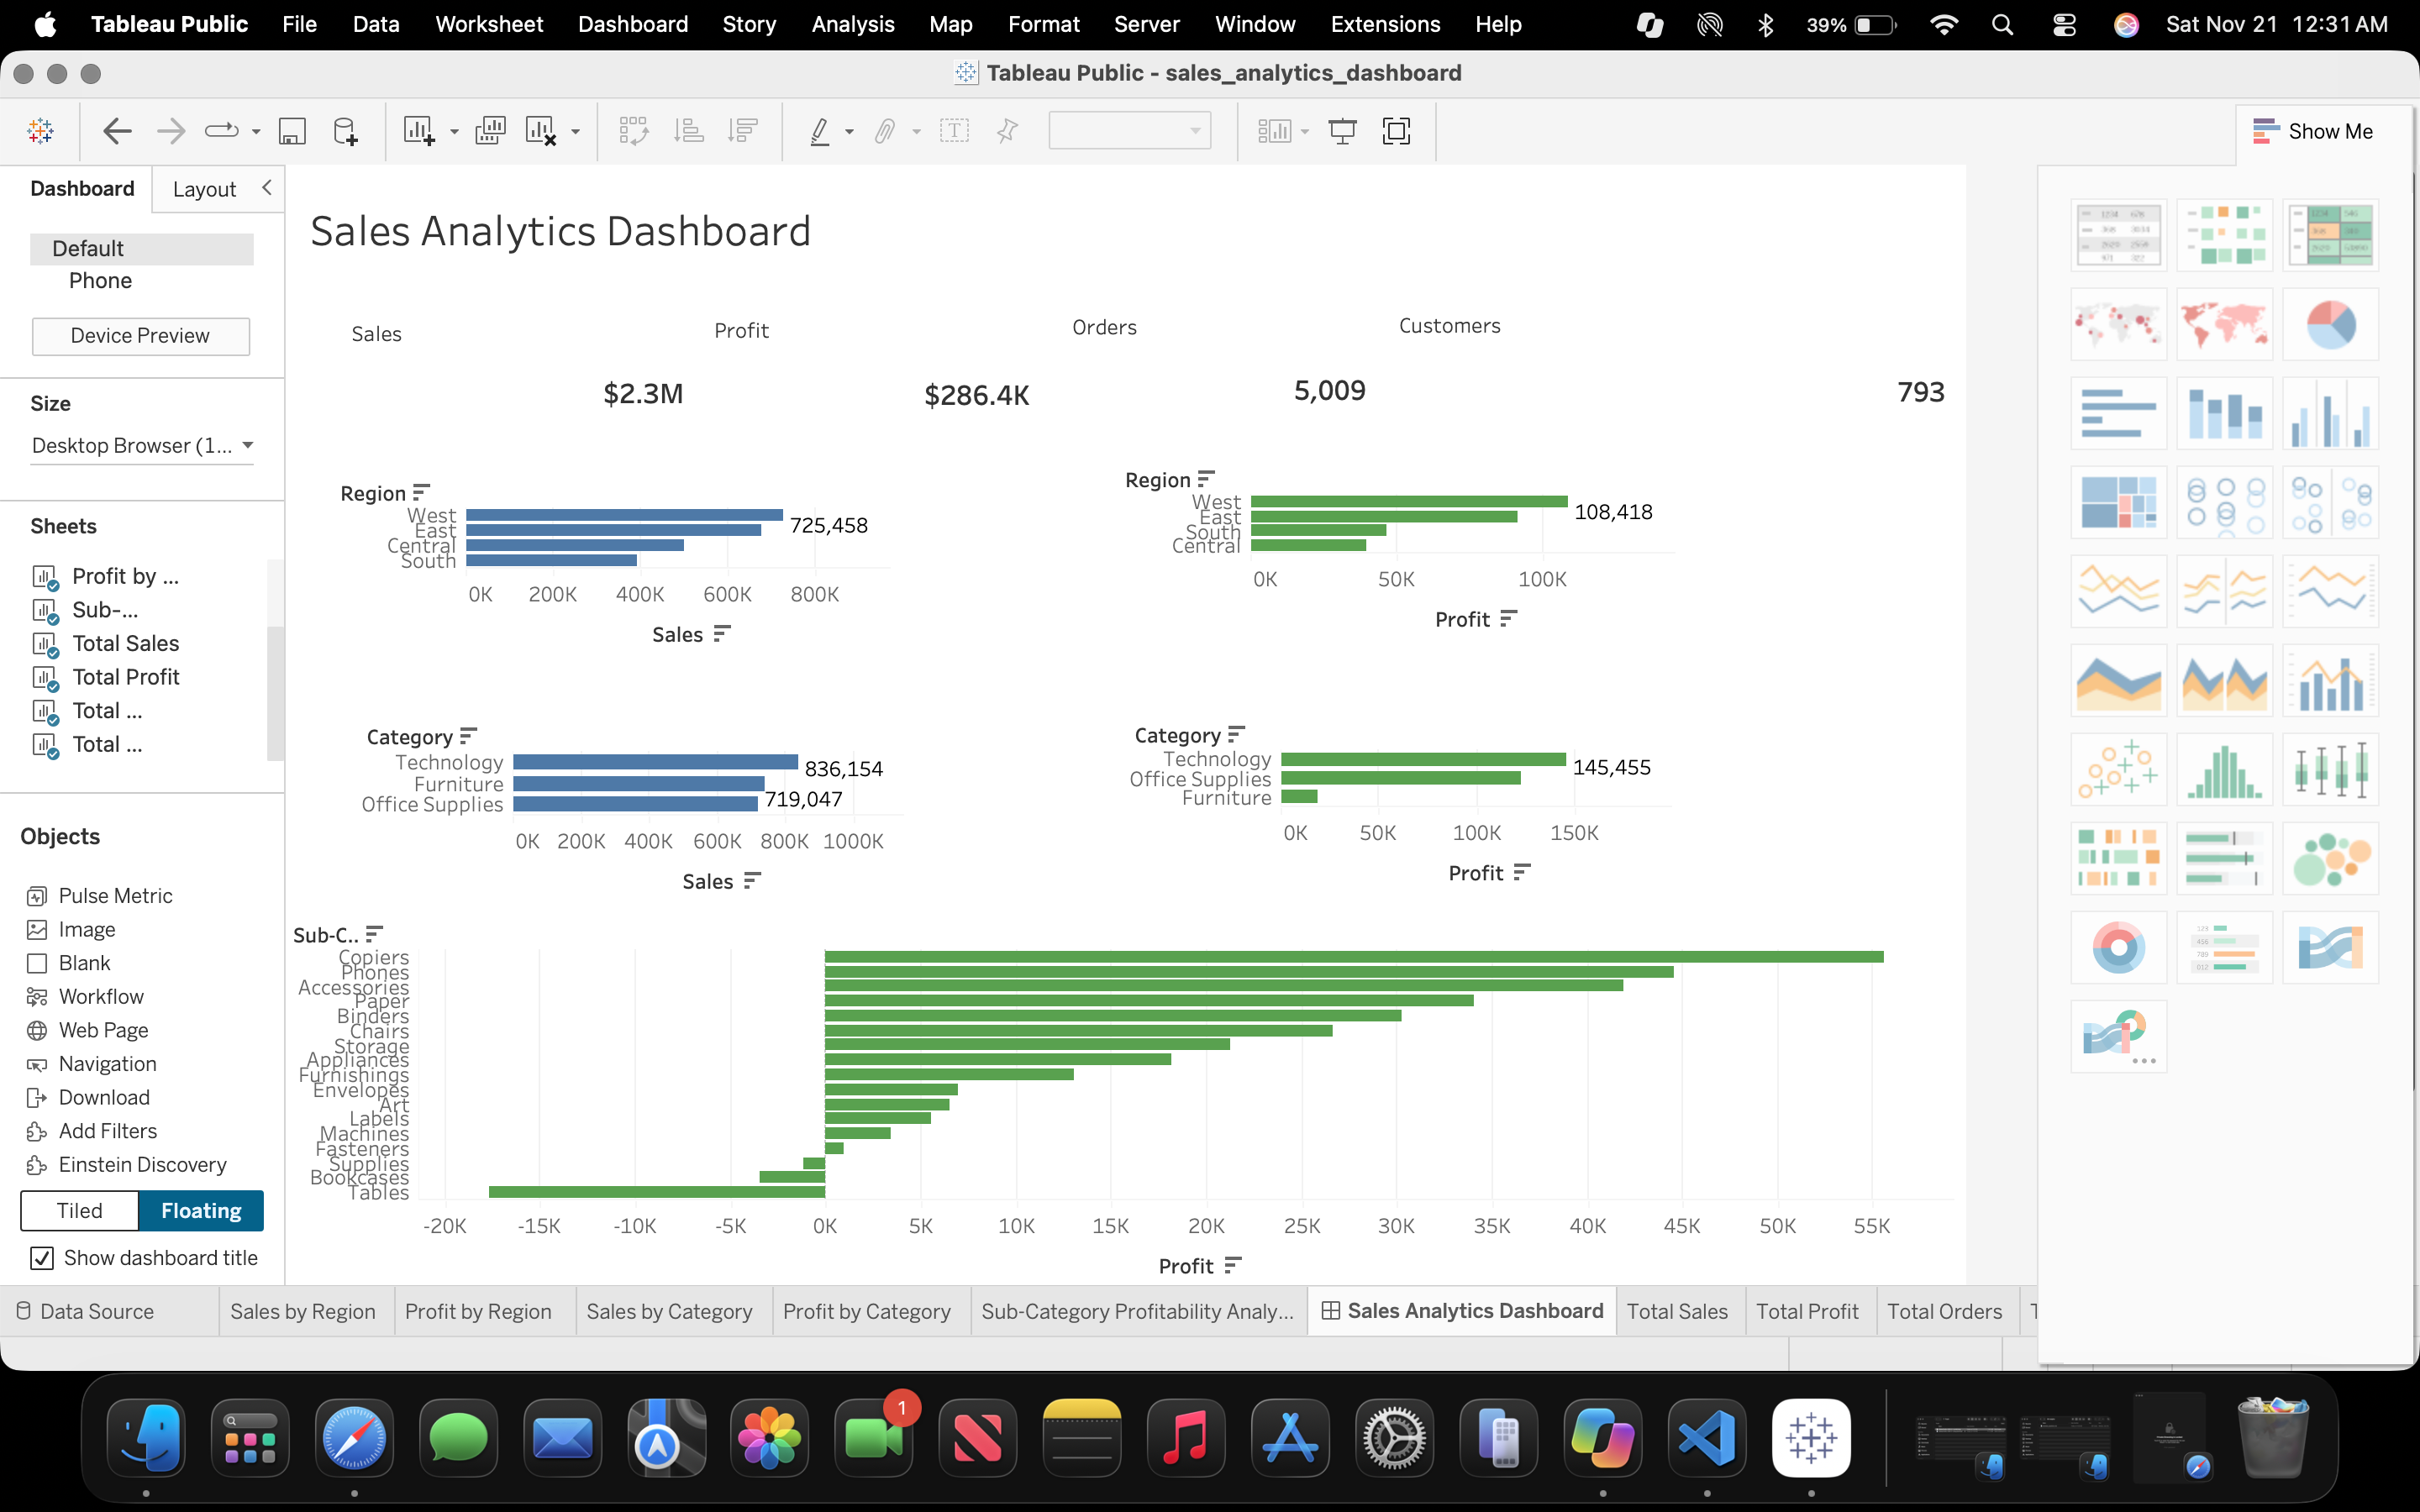 Tableau Public File Data Worksheet Dashboard Story Analysis Map Format Server Window Extensions Help 39% Sat Nov 21 12:31 AM
Tableau Public - sales_analytics_dashboard
Show Me
Dashboard Layout
Default
Phone
Device Preview
Size
Desktop Browser (1...
Sheets
Profit by ...
Sub-...
Total Sales
Total Profit
Total ...
Total ...
Objects
Pulse Metric
Image
Blank
Workflow
Web Page
Navigation
Download
Add Filters
Einstein Discovery
Tiled Floating
Show dashboard title
Sales Analytics Dashboard
Sales Profit Orders Customers
$2.3M $286.4K 5,009 793
Region
West
East
Central
South
725,458
0K 200K 400K 600K 800K
Sales
Region
West
East
South
Central
108,418
0K 50K 100K
Profit
Category
Technology
Furniture
Office Supplies
836,154
719,047
0K 200K 400K 600K 800K 1000K
Sales
Category
Technology
Office Supplies
Furniture
145,455
0K 50K 100K 150K
Profit
Sub-C..
Copiers
Phones
Accessories
Paper
Binders
Chairs
Storage
Appliances
Furnishings
Envelopes
Art
Labels
Machines
Fasteners
Supplies
Bookcases
Tables
-20K -15K -10K -5K 0K 5K 10K 15K 20K 25K 30K 35K 40K 45K 50K 55K
Profit
Data Source Sales by Region Profit by Region Sales by Category Profit by Category Sub-Category Profitability Analy... Sales Analytics Dashboard Total Sales Total Profit Total Orders
1